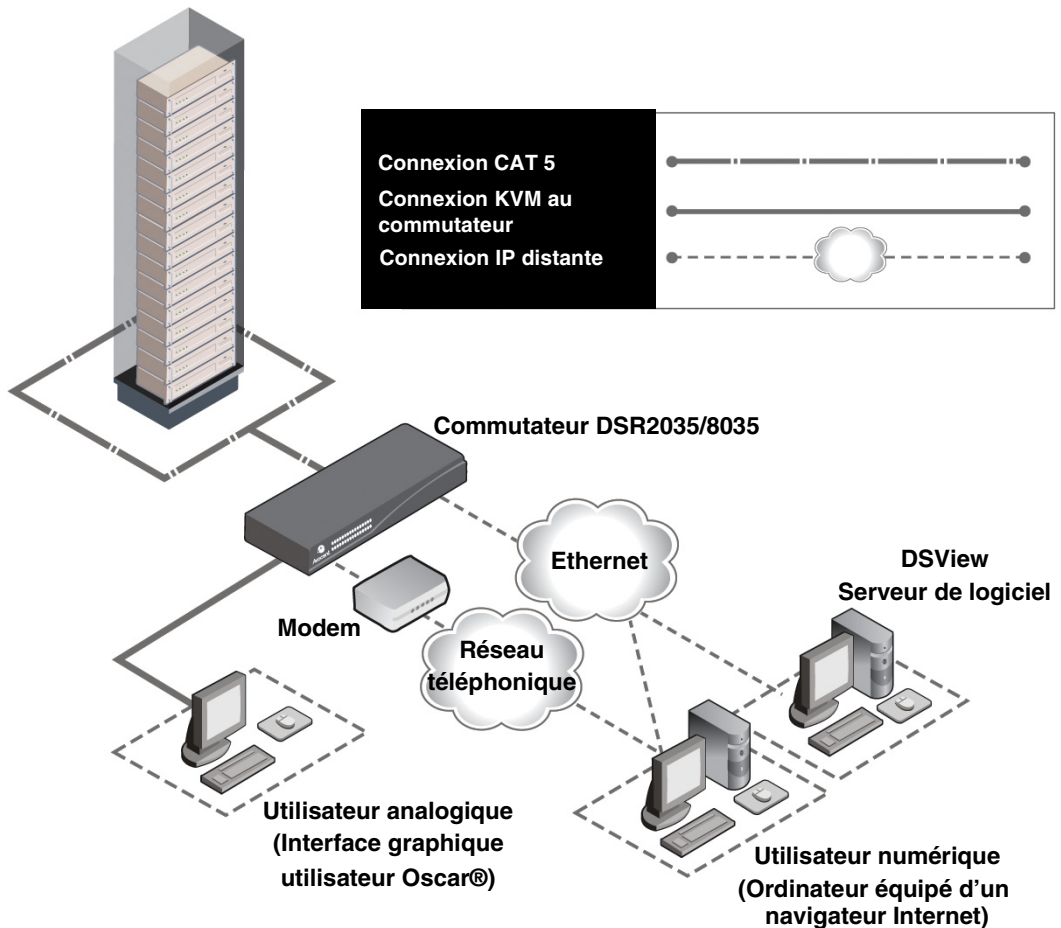 Connexion CAT 5
Connexion KVM au
commutateur
Connexion IP distante
Commutateur DSR2035/8035
Avocent
Ethernet
DSView
Serveur de logiciel
Modem
Réseau
téléphonique
Utilisateur analogique
(Interface graphique
utilisateur Oscar®)
Utilisateur numérique
(Ordinateur équipé d'un
navigateur Internet)